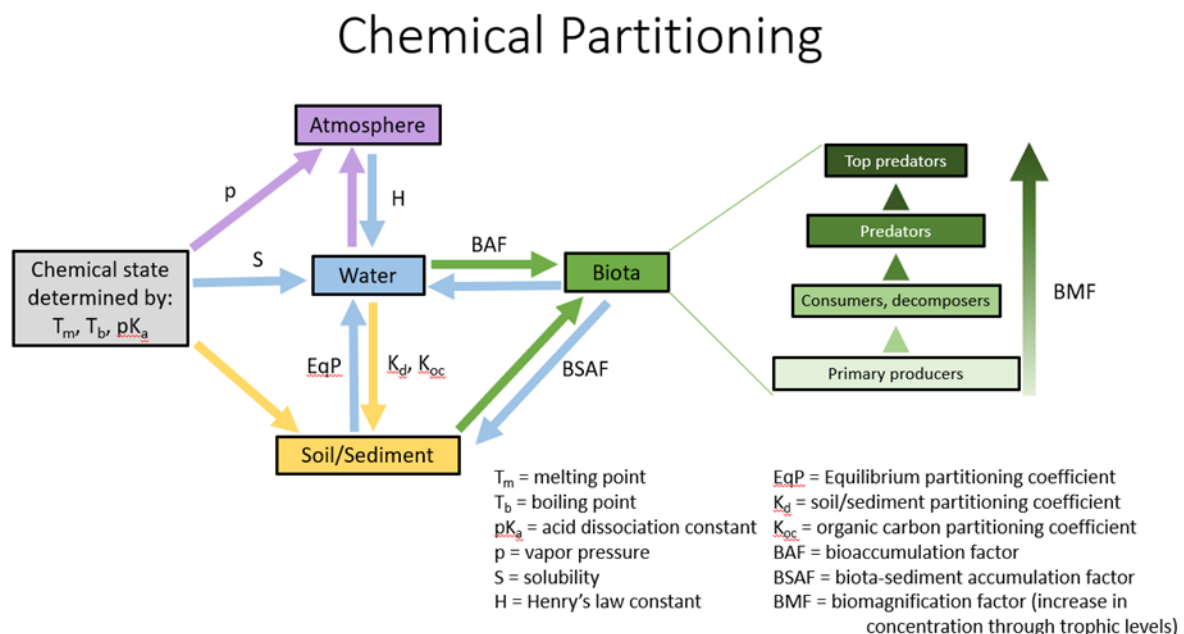 Chemical Partitioning
Atmosphere
p
H
S
Chemical state
determined by:
Tm, Tb, pKa
Water
BAF
Biota
EqP
Kd, Koc
BSAF
Soil/Sediment
Top predators
Predators
Consumers, decomposers
Primary producers
BMF
Tm = melting point
Tb = boiling point
pKa = acid dissociation constant
p = vapor pressure
S = solubility
H = Henry's law constant
EqP = Equilibrium partitioning coefficient
Kd = soil/sediment partitioning coefficient
Koc = organic carbon partitioning coefficient
BAF = bioaccumulation factor
BSAF = biota-sediment accumulation factor
BMF = biomagnification factor (increase in
concentration through trophic levels)